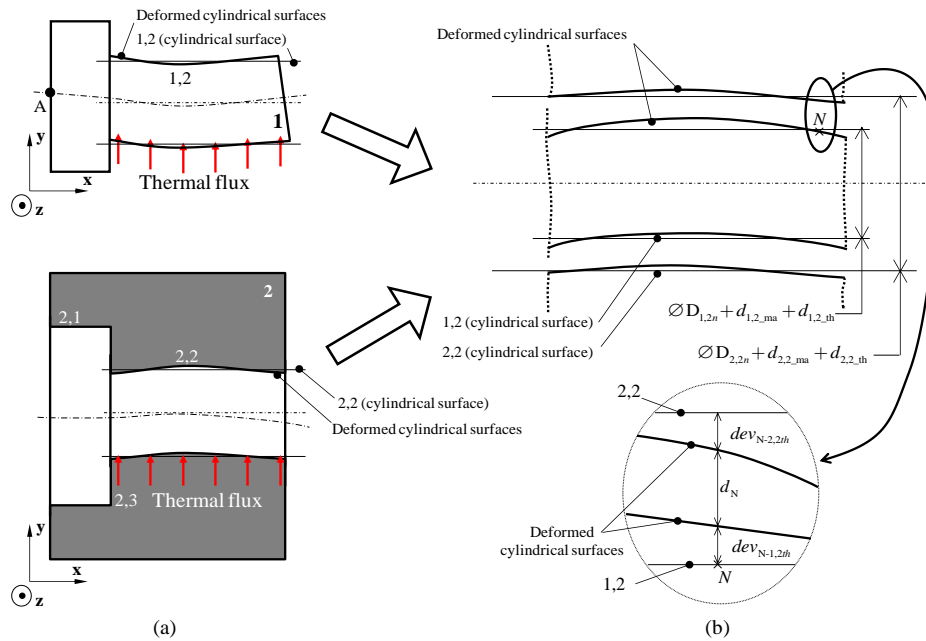 Deformed cylindrical surfaces
1,2 (cylindrical surface)
1,2
A
1
y
x
z
Thermal flux
2
2,1
2,2
2,2 (cylindrical surface)
Deformed cylindrical surfaces
2,3
Thermal flux
y
x
z
(a)
Deformed cylindrical surfaces
N
1,2 (cylindrical surface)
2,2 (cylindrical surface)
∅D1,2n + d1,2_ma + d1,2_th
∅D2,2n + d2,2_ma + d2,2_th
2,2
devN-2,2th
dN
Deformed
cylindrical surfaces
devN-1,2th
1,2
N
(b)